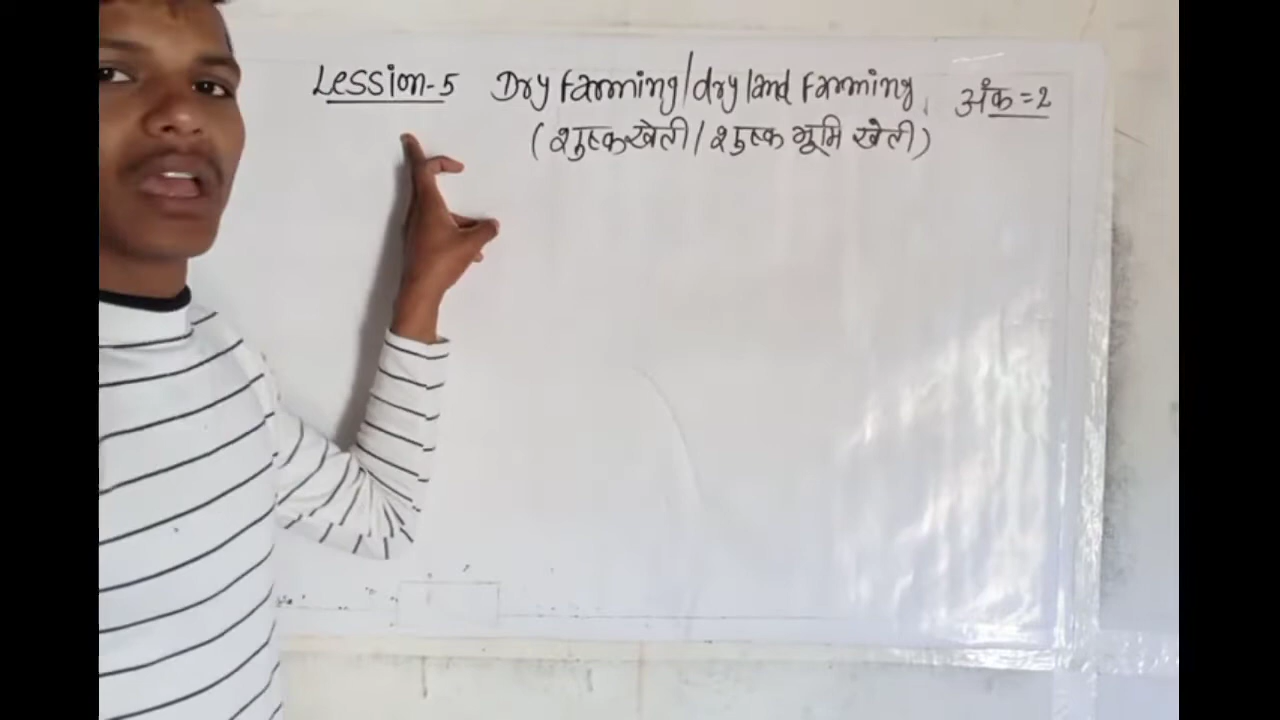 Lession-5 Dry farming/dry land farming, अंक = 2
(शुष्क खेती/शुष्क भूमि खेती)